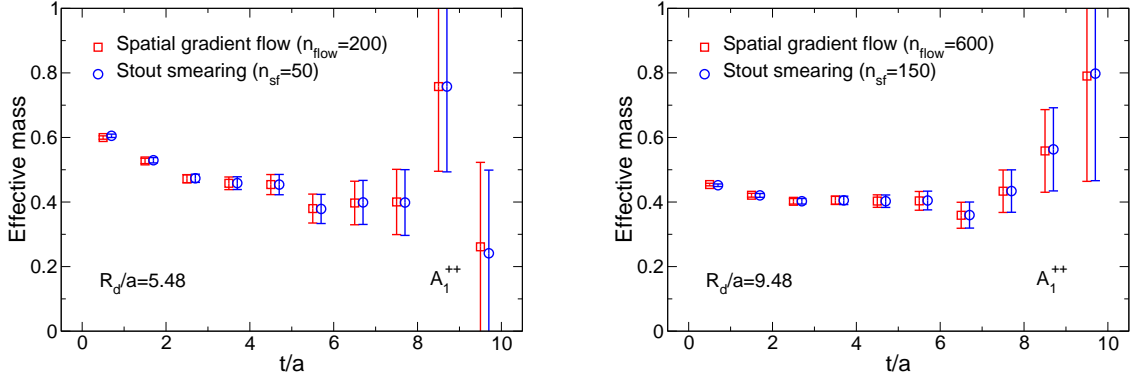 1
0.8
0.6
0.4
0.2
0
Effective mass
Spatial gradient flow (n_flow=200)
Stout smearing (n_sf=50)
R_d/a=5.48
A_1^++
0 2 4 6 8 10
t/a
1
0.8
0.6
0.4
0.2
0
Effective mass
Spatial gradient flow (n_flow=600)
Stout smearing (n_sf=150)
R_d/a=9.48
A_1^++
0 2 4 6 8 10
t/a